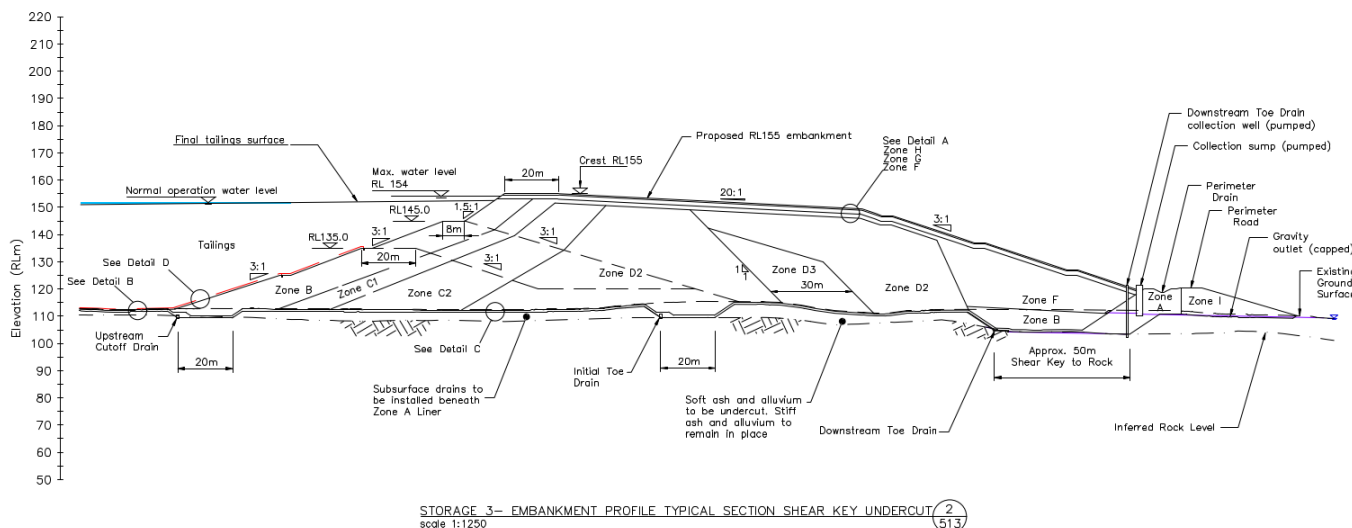 220
210
200
190
180
170
160
150
140
130
120
110
100
90
80
70
60
50
Elevation (RLm)
Final tailings surface
Normal operation water level
Max. water level
RL 154
20m
Crest RL155
Proposed RL155 embankment
See Detail A
Zone H
Zone G
Zone F
Downstream Toe Drain
collection well (pumped)
Collection sump (pumped)
Perimeter
Drain
Perimeter
Road
Gravity
outlet (capped)
Existing
Ground
Surface
20:1
3:1
1.5:1
RL145.0
8m
RL135.0
3:1
20m
3:1
3:1
Tailings
See Detail D
See Detail B
Zone B
Zone C1
Zone C2
Zone D2
1
1
Zone D3
30m
Zone D2
Zone F
Zone B
Zone
A
Zone I
Upstream
Cutoff Drain
20m
See Detail C
Subsurface drains to
be installed beneath
Zone A Liner
Initial Toe
Drain
20m
Soft ash and alluvium
to be undercut. Stiff
ash and alluvium to
remain in place
Downstream Toe Drain
Approx. 50m
Shear Key to Rock
Inferred Rock Level
STORAGE 3- EMBANKMENT PROFILE TYPICAL SECTION SHEAR KEY UNDERCUT
scale 1:1250
2
513